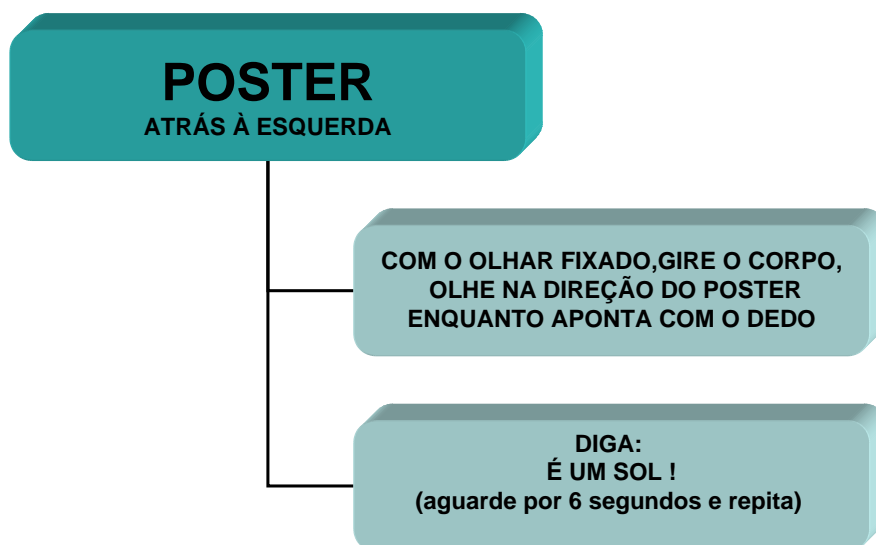 POSTER
ATRÁS À ESQUERDA
COM O OLHAR FIXADO,GIRE O CORPO,
OLHE NA DIREÇÃO DO POSTER
ENQUANTO APONTA COM O DEDO
DIGA:
É UM SOL !
(aguarde por 6 segundos e repita)